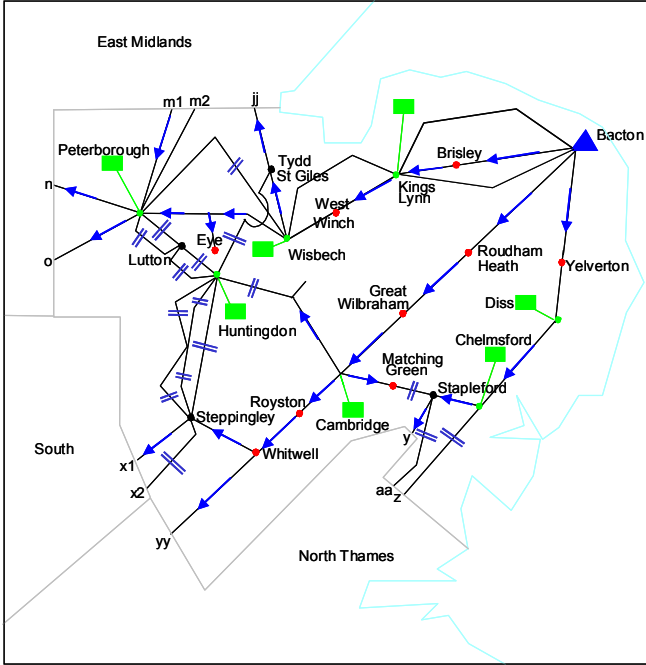 East Midlands
m1 m2
jj
Bacton
Peterborough
Brisley
Tydd
St Giles
Kings
Lynn
n
West
Winch
Eye
Lutton
Wisbech
o
Roudham
Heath
Yelverton
Great
Wilbraham
Diss
Huntingdon
Chelmsford
Matching
Green
Stapleford
Royston
Steppingley
Cambridge
y
South
Whitwell
x1
x2
aa
z
yy
North Thames